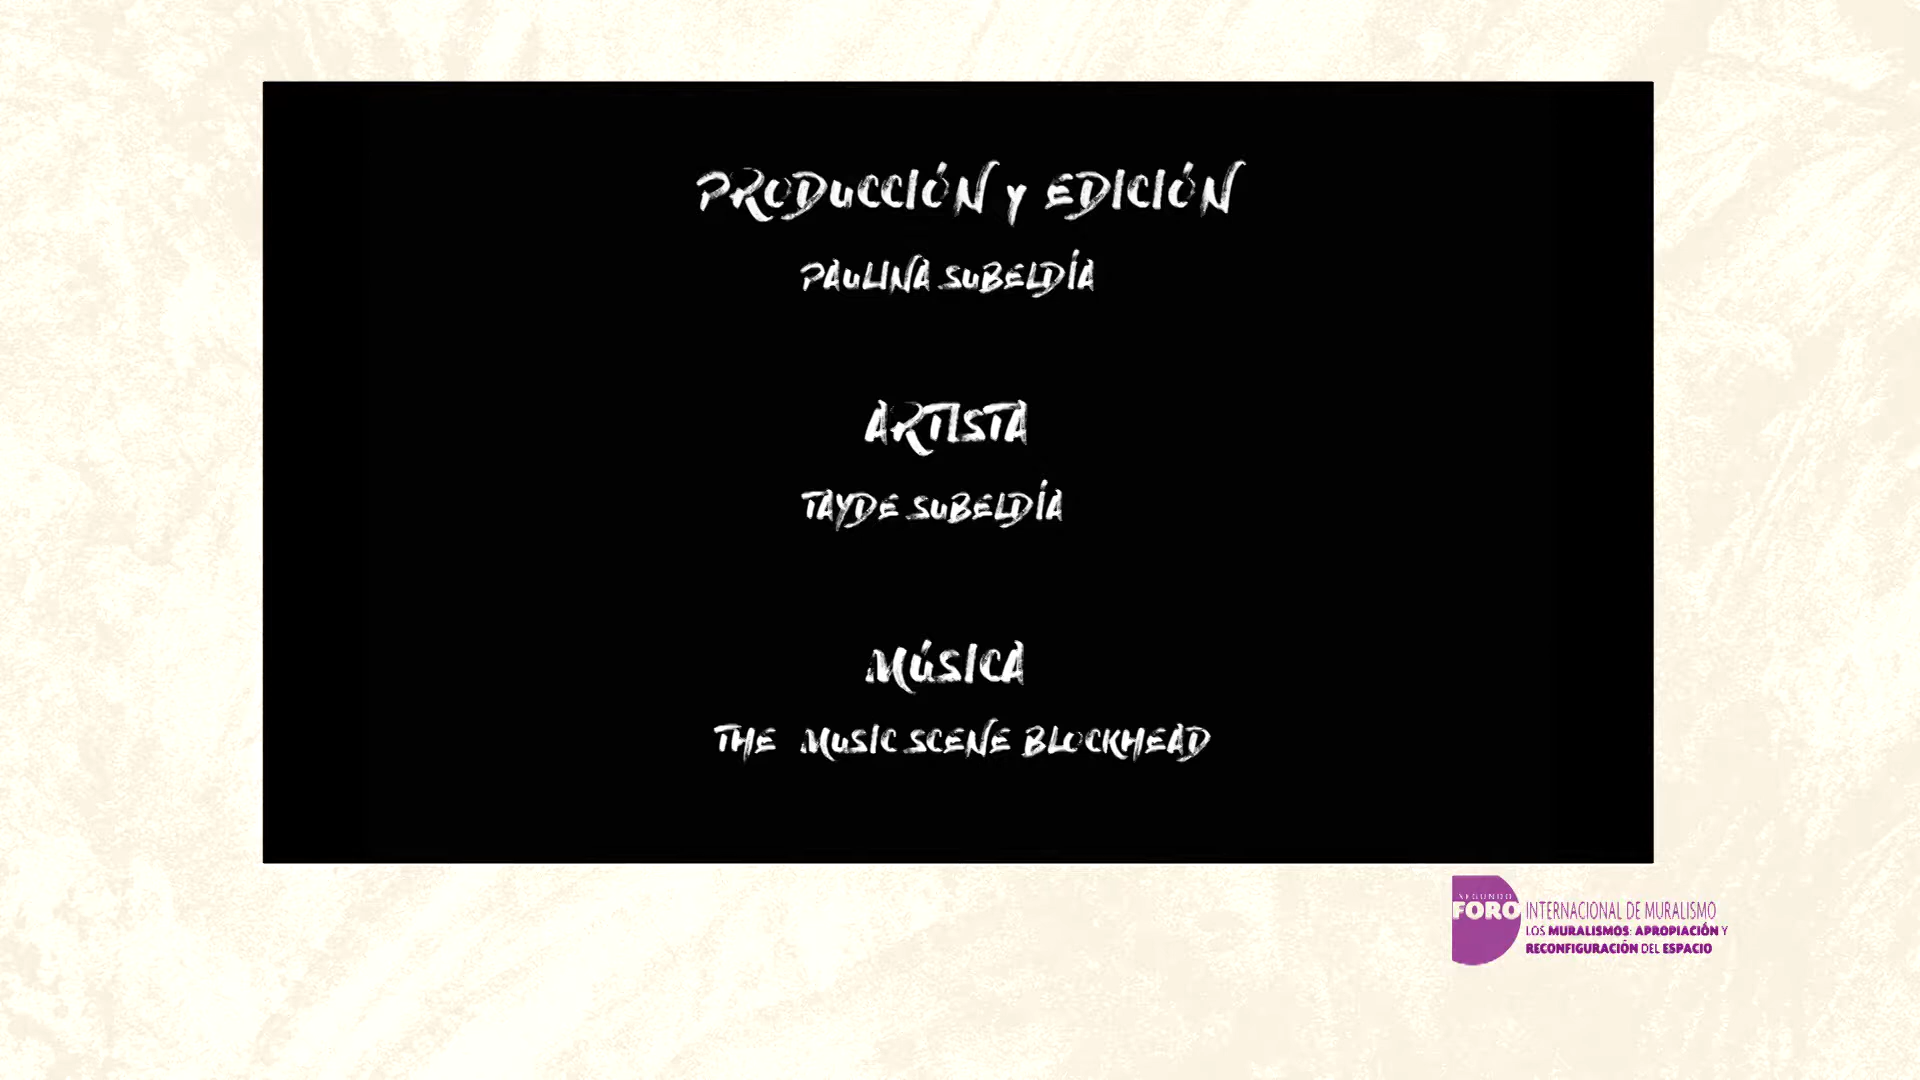 PRODUCCIÓN y EDICIÓN
PAULINA SUBELDÍA
ARTISTA
TAYDE SUBELDÍA
MÚSICA
THE MUSIC SCENE BLOCKHEAD
SEGUNDO
FORO INTERNACIONAL DE MURALISMO
LOS MURALISMOS: APROPIACIÓN Y
RECONFIGURACIÓN DEL ESPACIO